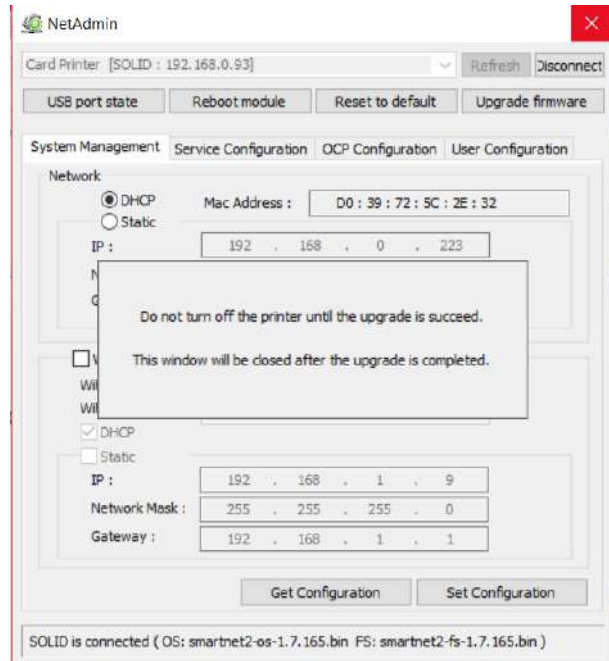 NetAdmin
Card Printer [SOLID : 192.168.0.93]
Refresh
Disconnect
USB port state
Reboot module
Reset to default
Upgrade firmware
System Management
Service Configuration
OCP Configuration
User Configuration
Network
DHCP
Mac Address :
D0 : 39 : 72 : 5C : 2E : 32
Static
IP :
192 . 168 . 0 . 223
Do not turn off the printer until the upgrade is succeed.
This window will be closed after the upgrade is completed.
DHCP
Static
IP :
192 . 168 . 1 . 9
Network Mask :
255 . 255 . 255 . 0
Gateway :
192 . 168 . 1 . 1
Get Configuration
Set Configuration
SOLID is connected ( OS: smartnet2-os-1.7.165.bin FS: smartnet2-fs-1.7.165.bin )